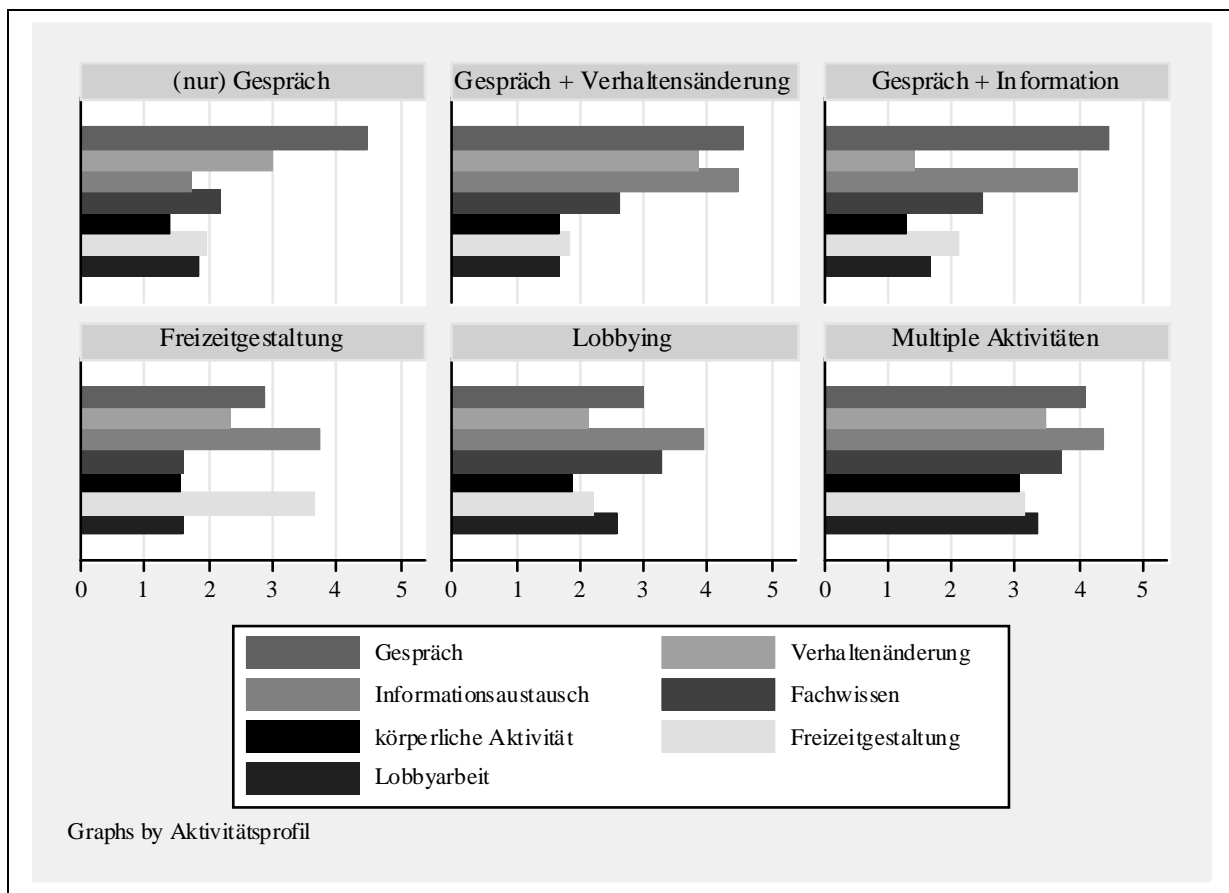 (nur) Gespräch
Gespräch + Verhaltensänderung
Gespräch + Information
Freizeitgestaltung
Lobbying
Multiple Aktivitäten
0 1 2 3 4 5
0 1 2 3 4 5
0 1 2 3 4 5
Gespräch
Verhaltenänderung
Informationsaustausch
Fachwissen
körperliche Aktivität
Freizeitgestaltung
Lobbyarbeit
Graphs by Aktivitätsprofil